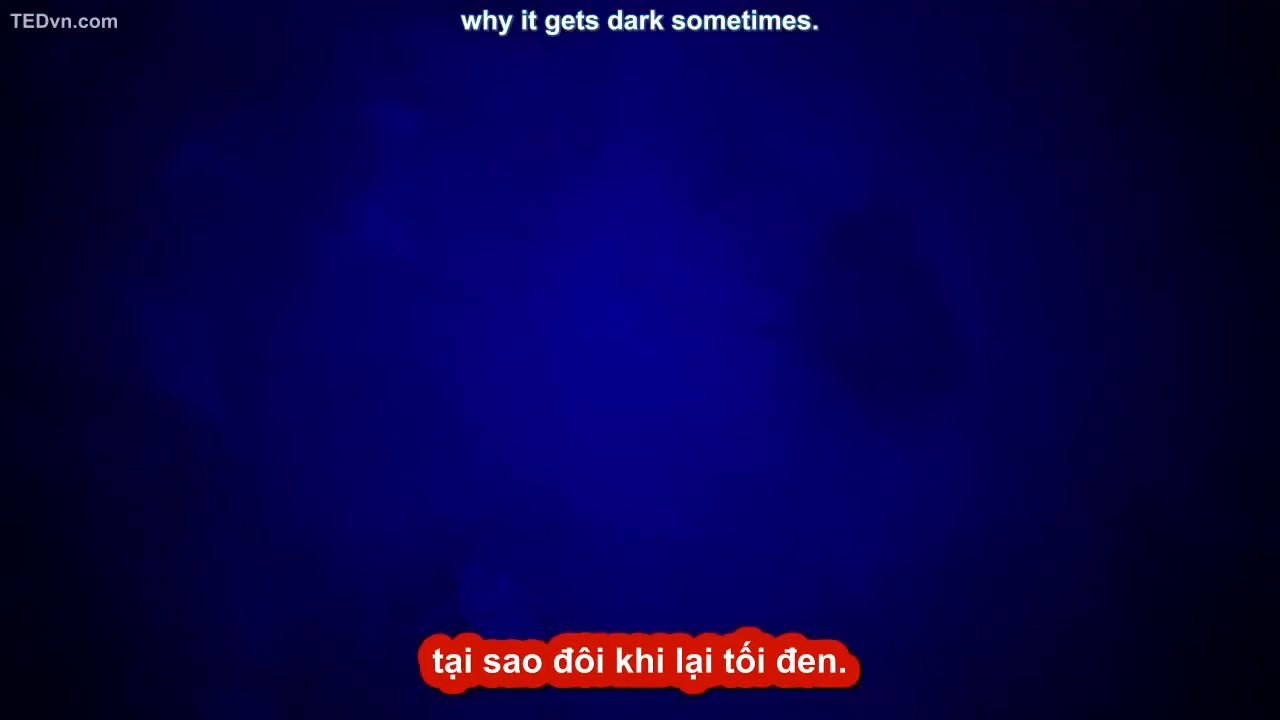 TEDvn.com
why it gets dark sometimes.
tại sao đôi khi lại tối đen.